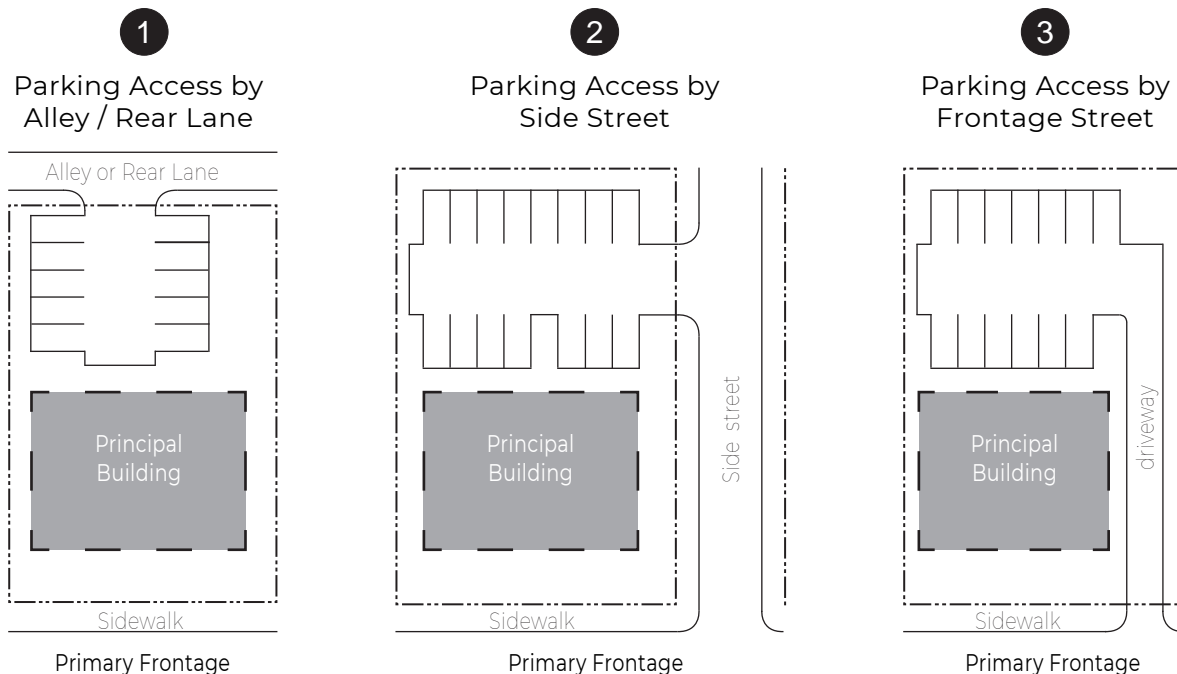 1
Parking Access by
Alley / Rear Lane
Alley or Rear Lane
Principal
Building
Sidewalk
Primary Frontage
2
Parking Access by
Side Street
Side street
Principal
Building
Sidewalk
Primary Frontage
3
Parking Access by
Frontage Street
driveway
Principal
Building
Sidewalk
Primary Frontage